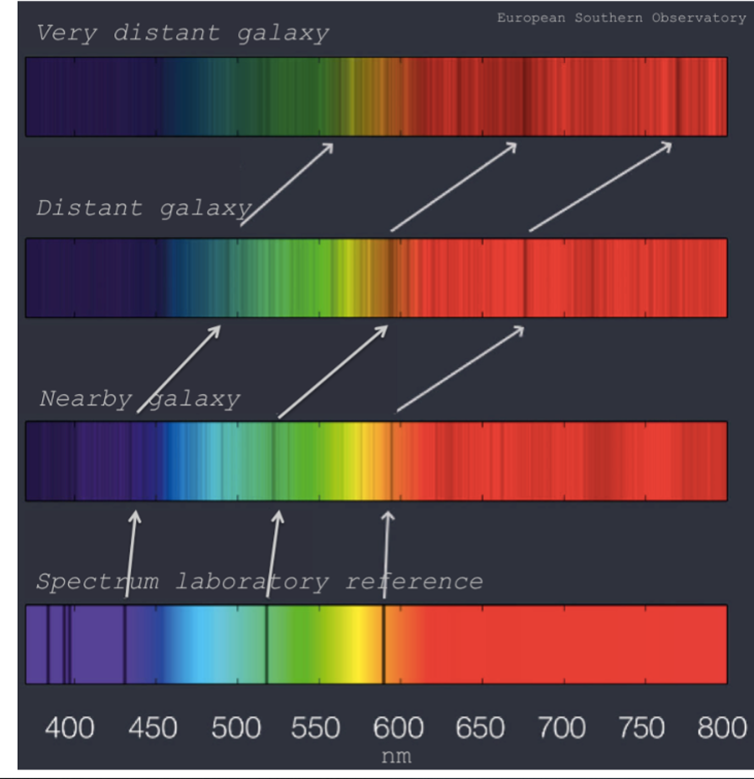 European Southern Observatory
Very distant galaxy
Distant galaxy
Nearby galaxy
Spectrum laboratory reference
400 450 500 550 600 650 700 750 800
nm